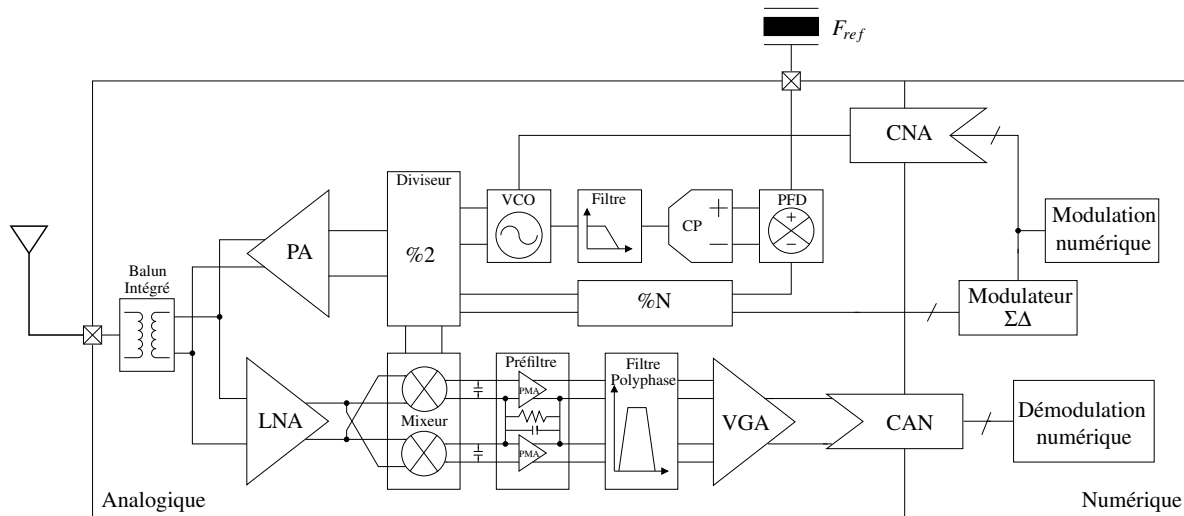 F_ref
CNA
Diviseur
VCO
Filtre
CP
+
−
PFD
+
−
Modulation
numérique
PA
%2
Balun
Intégré
%N
Modulateur
ΣΔ
Préfiltre
Filtre
Polyphase
PMA
LNA
Mixeur
VGA
CAN
Démodulation
numérique
PMA
Analogique
Numérique